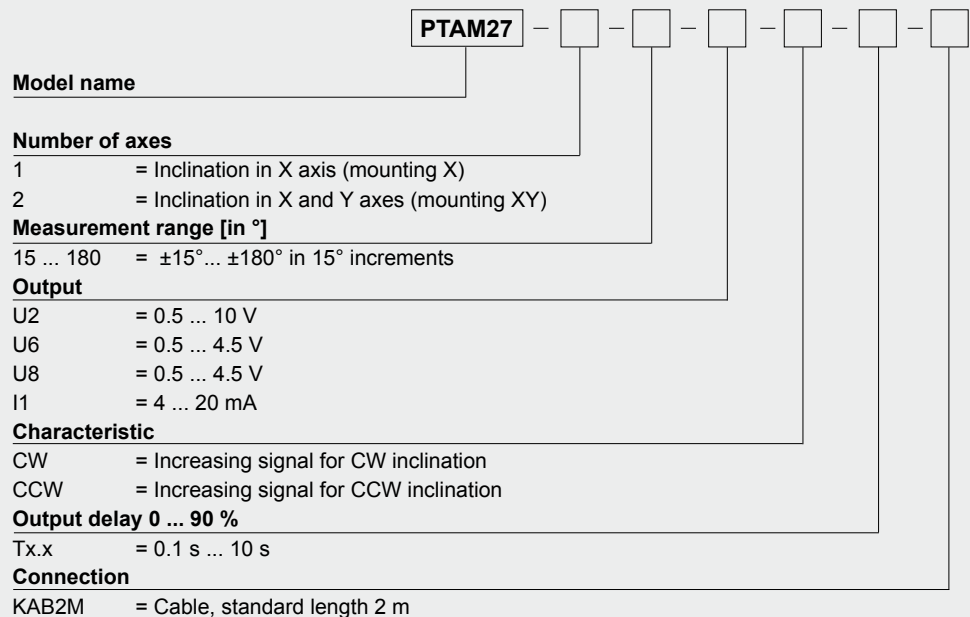 PTAM27 – – – – – –
Model name
Number of axes
1 = Inclination in X axis (mounting X)
2 = Inclination in X and Y axes (mounting XY)
Measurement range [in °]
15 ... 180 = ±15°... ±180° in 15° increments
Output
U2 = 0.5 ... 10 V
U6 = 0.5 ... 4.5 V
U8 = 0.5 ... 4.5 V
I1 = 4 ... 20 mA
Characteristic
CW = Increasing signal for CW inclination
CCW = Increasing signal for CCW inclination
Output delay 0 ... 90 %
Tx.x = 0.1 s ... 10 s
Connection
KAB2M = Cable, standard length 2 m